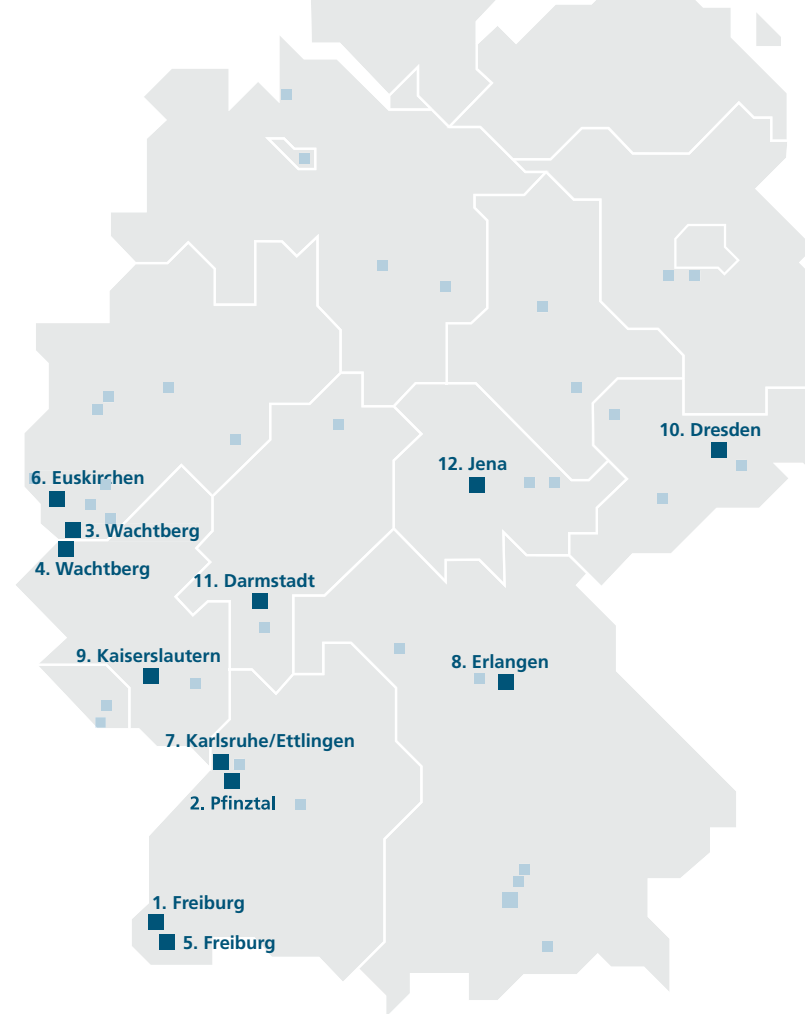 10. Dresden
12. Jena
6. Euskirchen
3. Wachtberg
4. Wachtberg
11. Darmstadt
9. Kaiserslautern
8. Erlangen
7. Karlsruhe/Ettlingen
2. Pfinztal
1. Freiburg
5. Freiburg